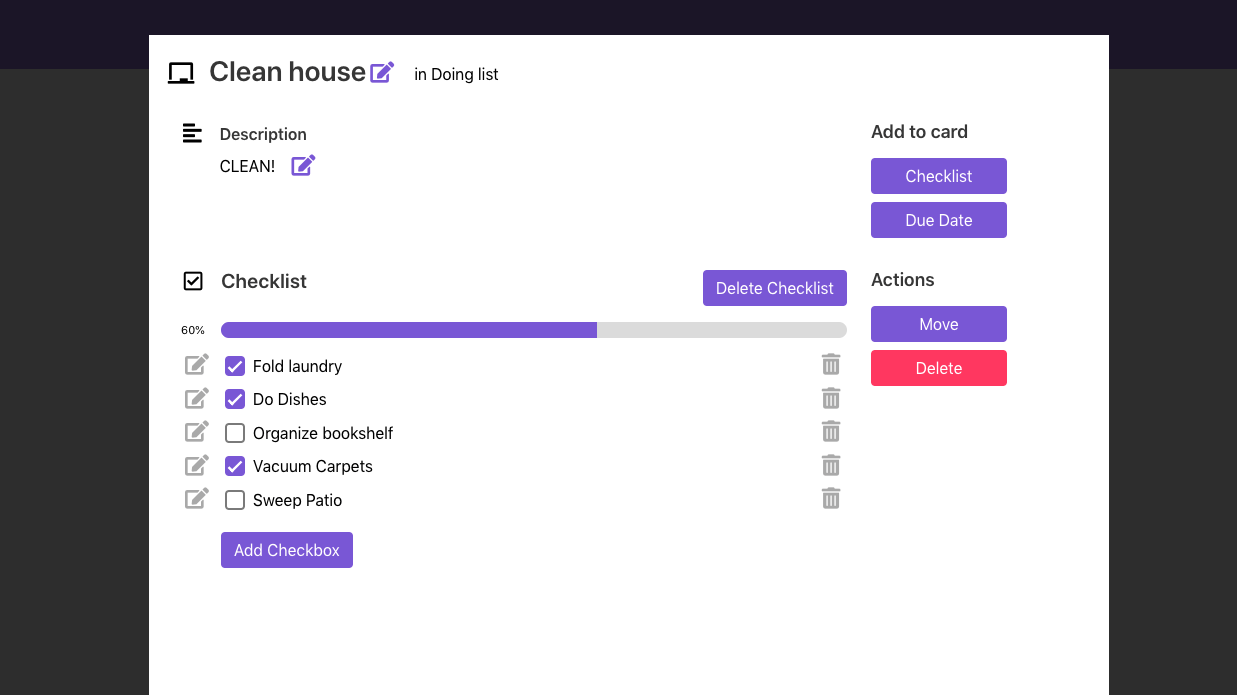 Clean house in Doing list
Description
CLEAN!
Add to card
Checklist
Due Date
Checklist
Delete Checklist
60%
Fold laundry
Do Dishes
Organize bookshelf
Vacuum Carpets
Sweep Patio
Add Checkbox
Actions
Move
Delete